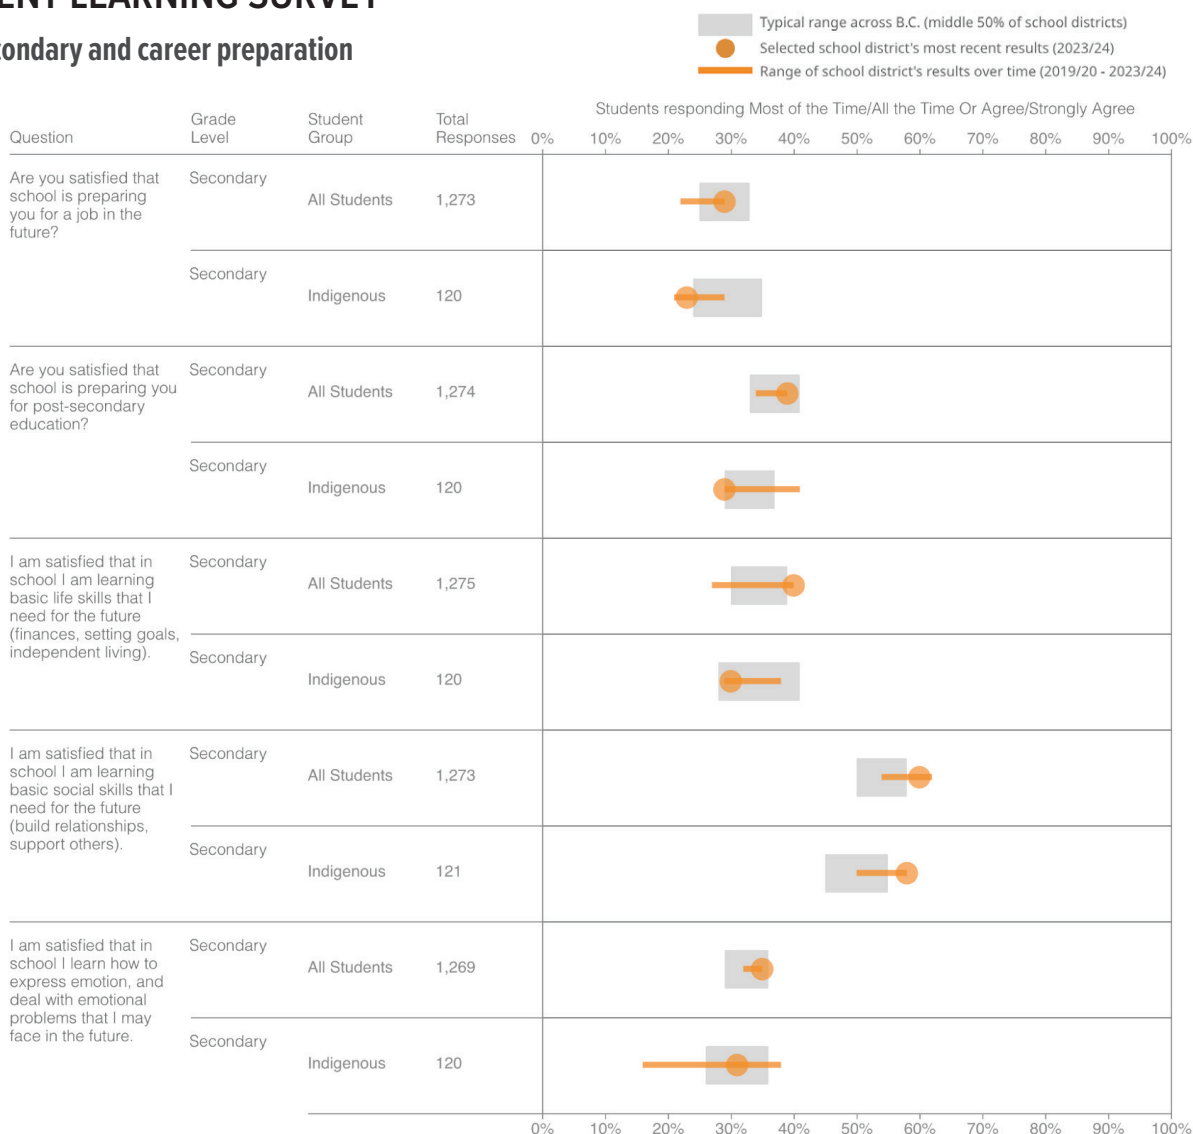 ENT LEARNING SURVEY
ondary and career preparation
Typical range across B.C. (middle 50% of school districts)
Selected school district's most recent results (2023/24)
Range of school district's results over time (2019/20 - 2023/24)
Students responding Most of the Time/All the Time Or Agree/Strongly Agree
Question
Grade
Level
Student
Group
Total
Responses
0% 10% 20% 30% 40% 50% 60% 70% 80% 90% 100%
Are you satisfied that
school is preparing
you for a job in the
future?
Secondary
All Students 1,273
Secondary
Indigenous 120
Are you satisfied that
school is preparing you
for post-secondary
education?
Secondary
All Students 1,274
Secondary
Indigenous 120
I am satisfied that in
school I am learning
basic life skills that I
need for the future
(finances, setting goals,
independent living).
Secondary
All Students 1,275
Secondary
Indigenous 120
I am satisfied that in
school I am learning
basic social skills that I
need for the future
(build relationships,
support others).
Secondary
All Students 1,273
Secondary
Indigenous 121
I am satisfied that in
school I learn how to
express emotion, and
deal with emotional
problems that I may
face in the future.
Secondary
All Students 1,269
Secondary
Indigenous 120
0% 10% 20% 30% 40% 50% 60% 70% 80% 90% 100%